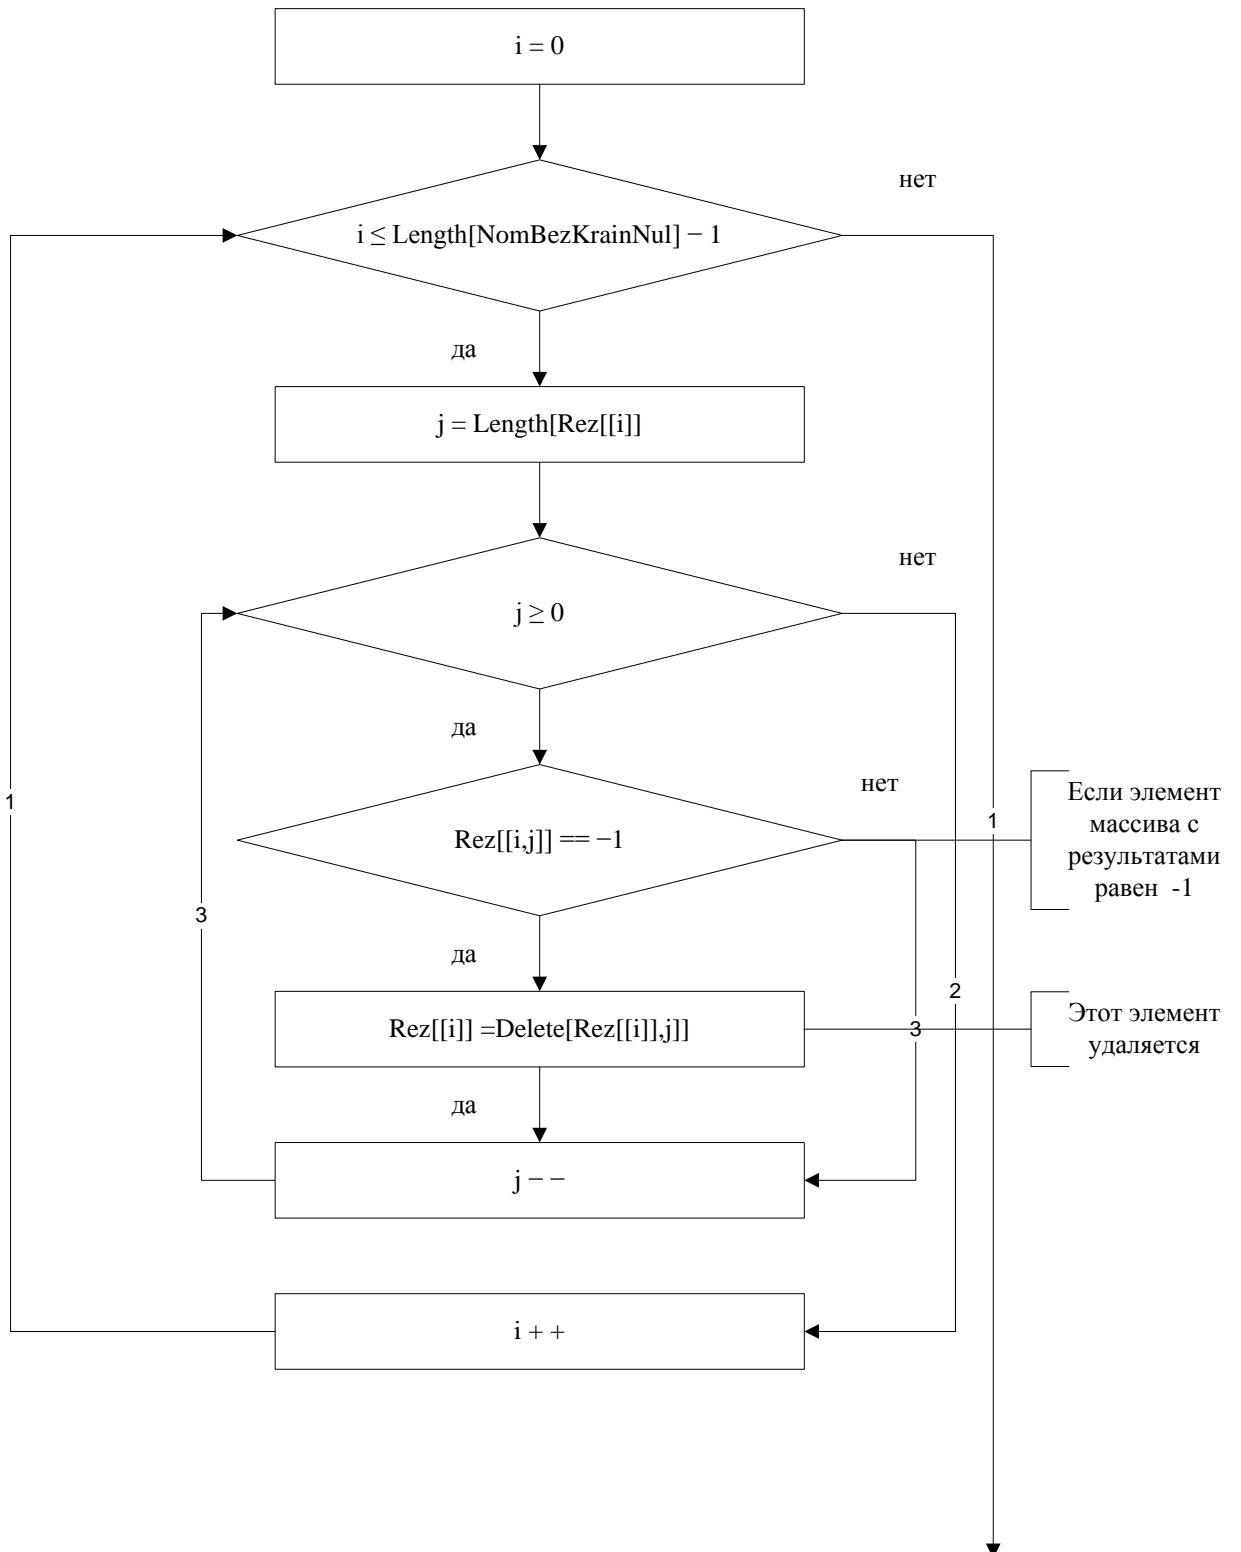 i = 0
нет
i ≤ Length[NomBezKrainNul] − 1
да
j = Length[Rez[[i]]
нет
j ≥ 0
да
нет
1
1
Если элемент
массива с
результатами
равен -1
Rez[[i,j]] == −1
3
да
2
Rez[[i]] =Delete[Rez[[i]],j]]
3
Этот элемент
удаляется
да
j − −
i + +